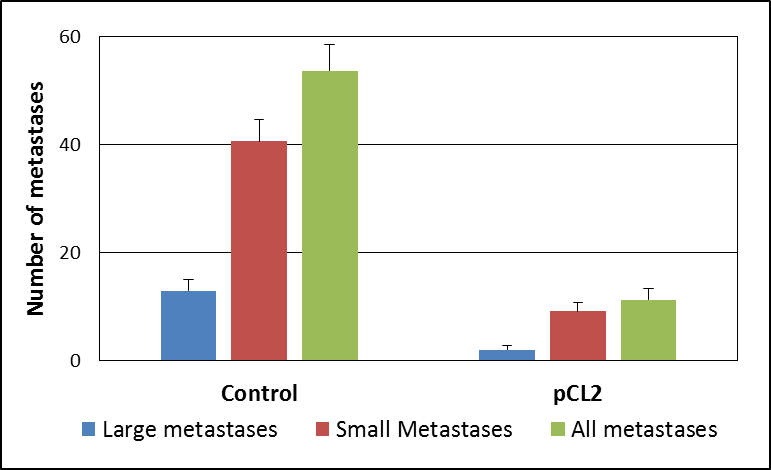 Number of metastases
60
40
20
0
Control pCL2
Large metastases Small Metastases All metastases